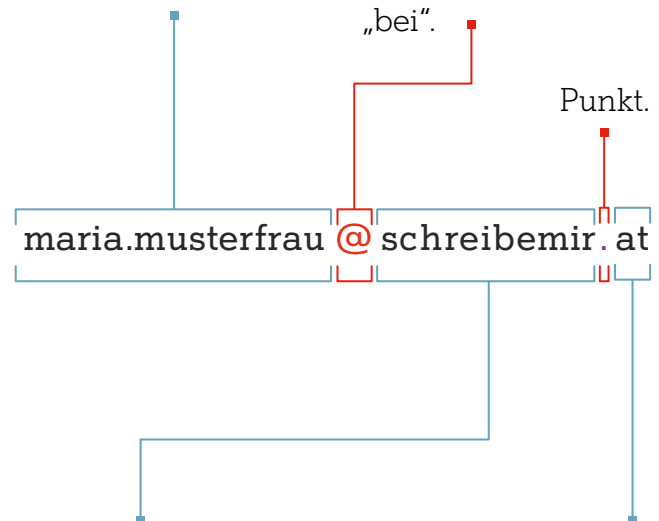 „bei“.
Punkt.
maria.musterfrau @ schreibemir . at